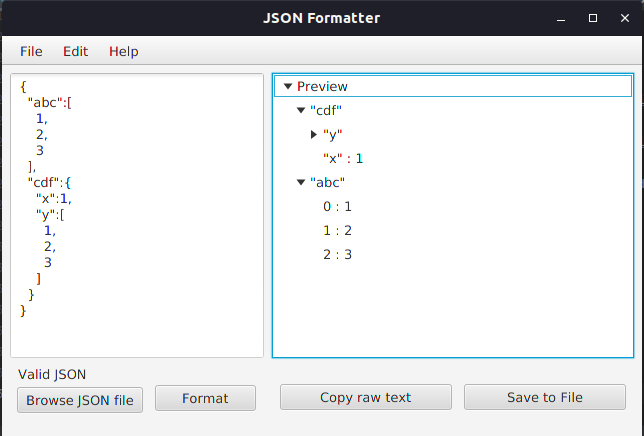 JSON Formatter
File Edit Help
{
"abc":[
1,
2,
3
],
"cdf":{
"x":1,
"y":[
1,
2,
3
]
}
}
Preview
"cdf"
"y"
"x" : 1
"abc"
0 : 1
1 : 2
2 : 3
Valid JSON
Browse JSON file
Format
Copy raw text
Save to File